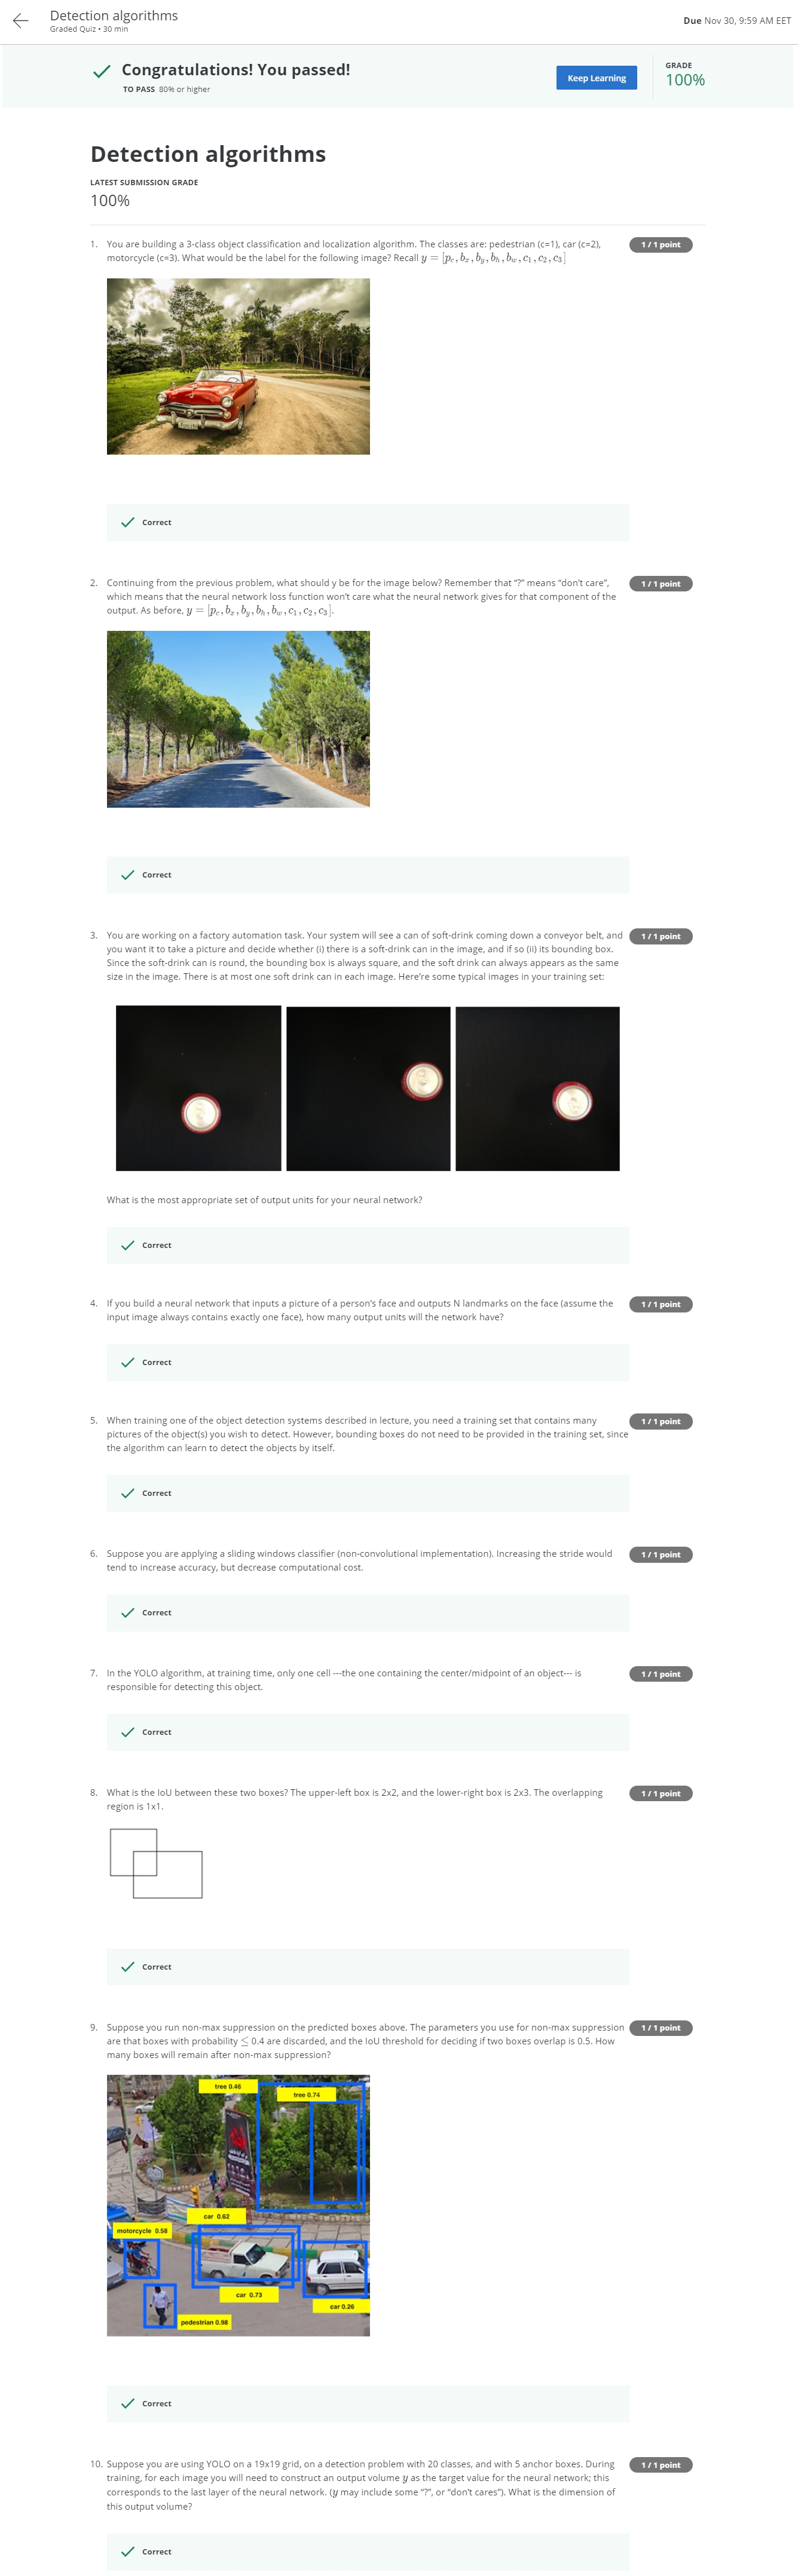 Detection algorithms
Graded Quiz • 30 min
Due Nov 30, 9:59 AM EET
Congratulations! You passed!
TO PASS 80% or higher
Keep Learning
GRADE
100%
Detection algorithms
LATEST SUBMISSION GRADE
100%
1. You are building a 3-class object classification and localization algorithm. The classes are: pedestrian (c=1), car (c=2),
motorcycle (c=3). What would be the label for the following image? Recall y = [p_c, b_x, b_y, b_h, b_w, c_1, c_2, c_3]
1 / 1 point
Correct
2. Continuing from the previous problem, what should y be for the image below? Remember that “?” means “don’t care”,
which means that the neural network loss function won’t care what the neural network gives for that component of the
output. As before, y = [p_c, b_x, b_y, b_h, b_w, c_1, c_2, c_3].
1 / 1 point
Correct
3. You are working on a factory automation task. Your system will see a can of soft-drink coming down a conveyor belt, and
you want it to take a picture and decide whether (i) there is a soft-drink can in the image, and if so (ii) its bounding box.
Since the soft-drink can is round, the bounding box is always square, and the soft drink can always appears as the same
size in the image. There is at most one soft drink can in each image. Here’re some typical images in your training set:
1 / 1 point
What is the most appropriate set of output units for your neural network?
Correct
4. If you build a neural network that inputs a picture of a person’s face and outputs N landmarks on the face (assume the
input image always contains exactly one face), how many output units will the network have?
1 / 1 point
Correct
5. When training one of the object detection systems described in lecture, you need a training set that contains many
pictures of the object(s) you wish to detect. However, bounding boxes do not need to be provided in the training set, since
the algorithm can learn to detect the objects by itself.
1 / 1 point
Correct
6. Suppose you are applying a sliding windows classifier (non-convolutional implementation). Increasing the stride would
tend to increase accuracy, but decrease computational cost.
1 / 1 point
Correct
7. In the YOLO algorithm, at training time, only one cell ---the one containing the center/midpoint of an object--- is
responsible for detecting this object.
1 / 1 point
Correct
8. What is the IoU between these two boxes? The upper-left box is 2x2, and the lower-right box is 2x3. The overlapping
region is 1x1.
1 / 1 point
Correct
9. Suppose you run non-max suppression on the predicted boxes above. The parameters you use for non-max suppression
are that boxes with probability ≤ 0.4 are discarded, and the IoU threshold for deciding if two boxes overlap is 0.5. How
many boxes will remain after non-max suppression?
1 / 1 point
tree 0.46
tree 0.74
car 0.62
motorcycle 0.58
car 0.73
car 0.26
pedestrian 0.98
Correct
10. Suppose you are using YOLO on a 19x19 grid, on a detection problem with 20 classes, and with 5 anchor boxes. During
training, for each image you will need to construct an output volume y as the target value for the neural network; this
corresponds to the last layer of the neural network. (y may include some “?”, or “don’t cares”). What is the dimension of
this output volume?
1 / 1 point
Correct